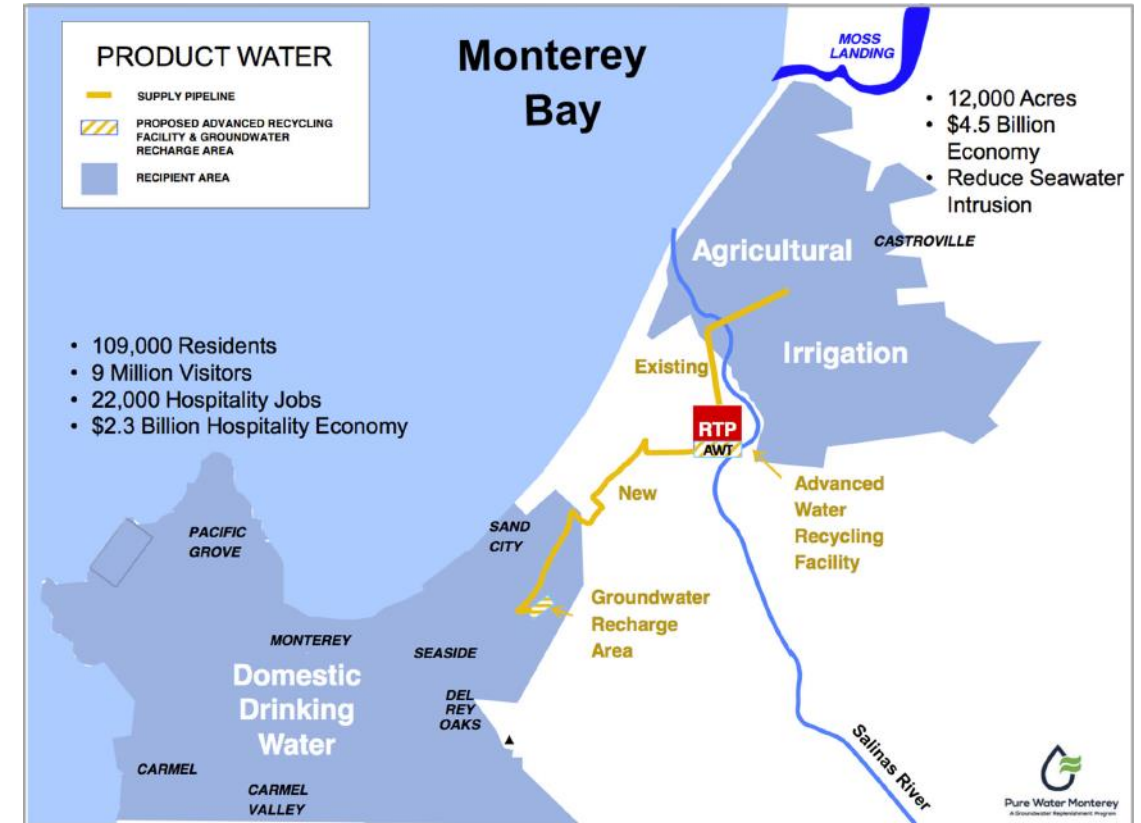 PRODUCT WATER
SUPPLY PIPELINE
PROPOSED ADVANCED RECYCLING
FACILITY & GROUNDWATER
RECHARGE AREA
RECIPIENT AREA
Monterey
Bay
MOSS
LANDING
• 12,000 Acres
• $4.5 Billion
Economy
• Reduce Seawater
Intrusion
Agricultural
CASTROVILLE
Irrigation
• 109,000 Residents
• 9 Million Visitors
• 22,000 Hospitality Jobs
• $2.3 Billion Hospitality Economy
Existing
RTP
AWT
New
Advanced
Water
Recycling
Facility
PACIFIC
GROVE
SAND
CITY
Groundwater
Recharge
Area
MONTEREY
SEASIDE
Domestic
Drinking
Water
DEL
REY
OAKS
CARMEL
CARMEL
VALLEY
Salinas River
Pure Water Monterey
A Groundwater Replenishment Program